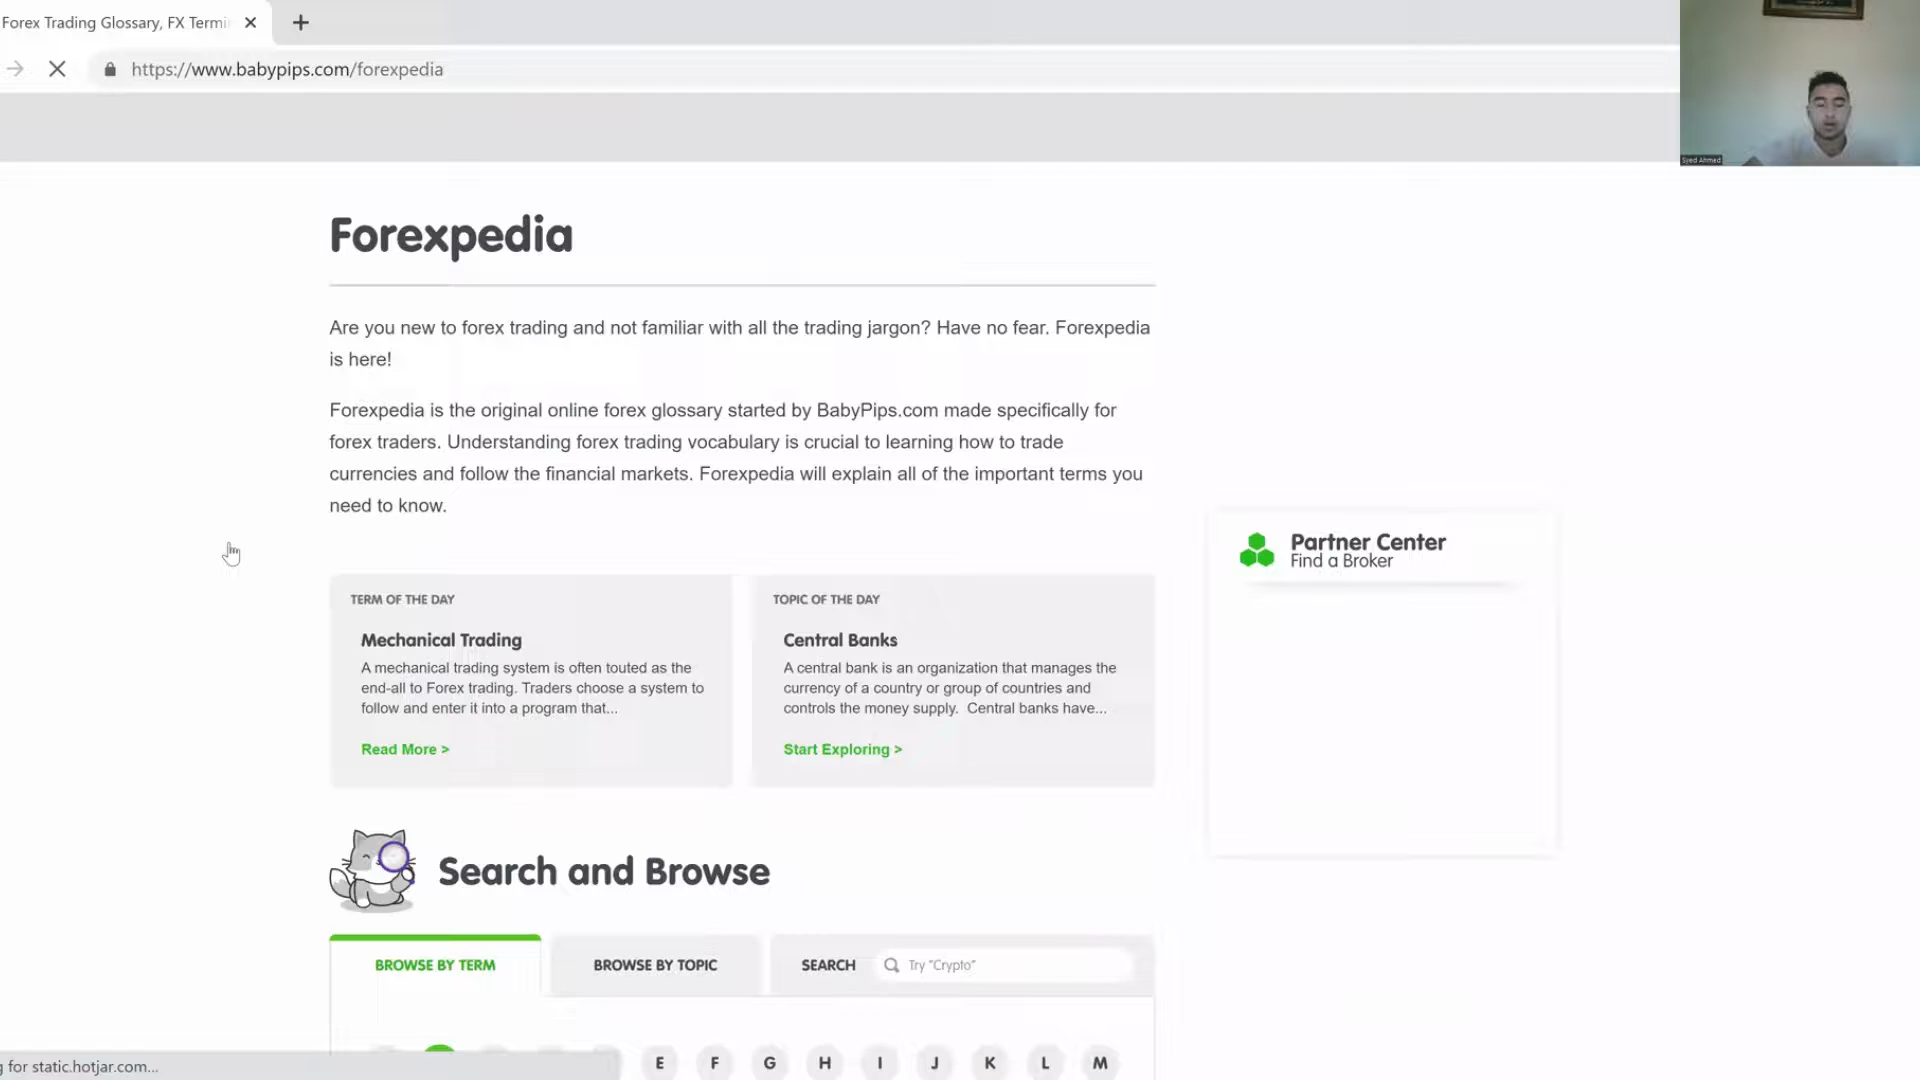 Forex Trading Glossary, FX Termi
https://www.babypips.com/forexpedia
Syed Ahmed
Forexpedia
Are you new to forex trading and not familiar with all the trading jargon? Have no fear. Forexpedia
is here!
Forexpedia is the original online forex glossary started by BabyPips.com made specifically for
forex traders. Understanding forex trading vocabulary is crucial to learning how to trade
currencies and follow the financial markets. Forexpedia will explain all of the important terms you
need to know.
Partner Center
Find a Broker
TERM OF THE DAY
Mechanical Trading
A mechanical trading system is often touted as the
end-all to Forex trading. Traders choose a system to
follow and enter it into a program that...
Read More >
TOPIC OF THE DAY
Central Banks
A central bank is an organization that manages the
currency of a country or group of countries and
controls the money supply. Central banks have...
Start Exploring >
Search and Browse
BROWSE BY TERM
BROWSE BY TOPIC
SEARCH
Try "Crypto"
E F G H I J K L M
g for static.hotjar.com...